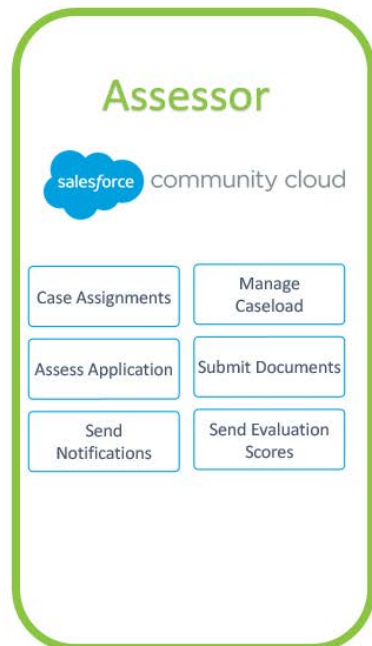 Assessor
salesforce community cloud
Case Assignments
Manage
Caseload
Assess Application
Submit Documents
Send
Notifications
Send Evaluation
Scores